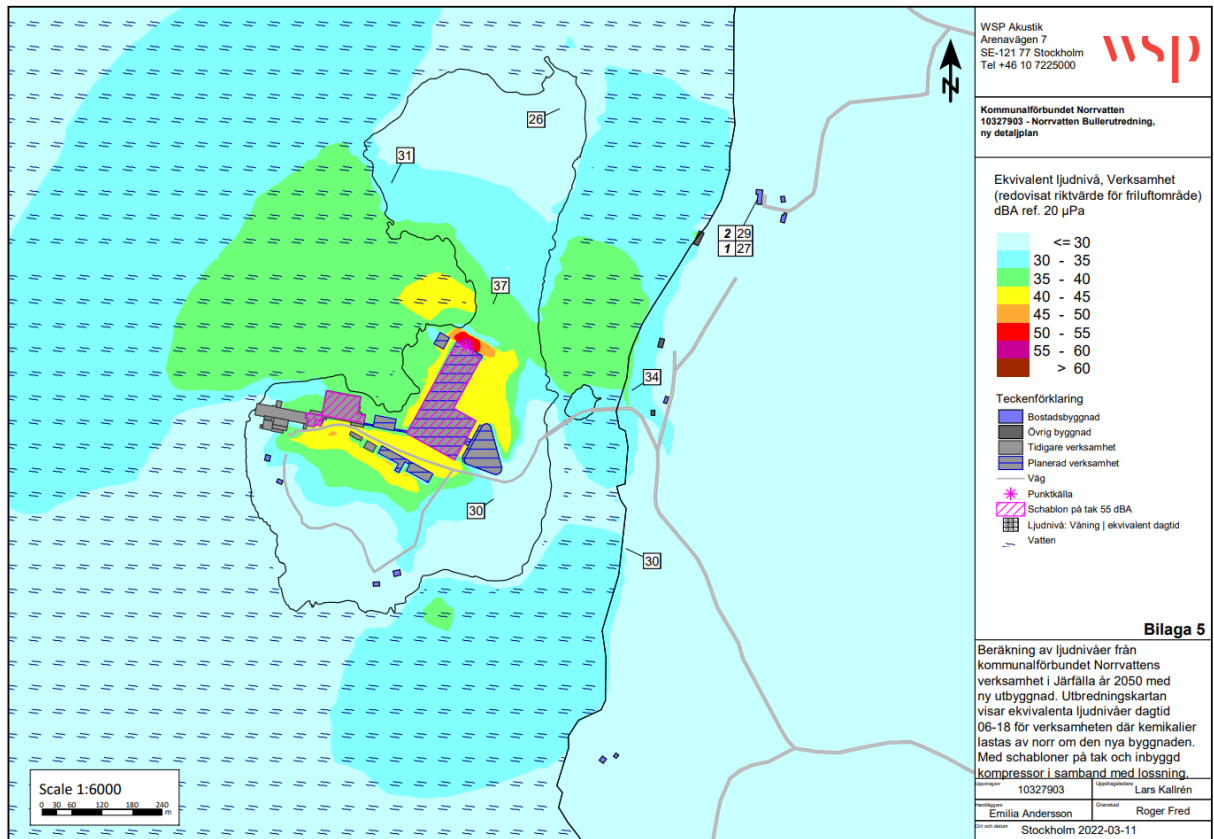 WSP Akustik
Arenavägen 7
SE-121 77 Stockholm
Tel +46 10 7225000
wsp
N
Kommunalförbundet Norrvatten
10327903 - Norrvatten Bullerutredning,
ny detaljplan
Ekvivalent ljudnivå, Verksamhet
(redovisat riktvärde för friluftområde)
dBA ref. 20 µPa
<= 30
30 - 35
35 - 40
40 - 45
45 - 50
50 - 55
55 - 60
> 60
Teckenförklaring
Bostadsbyggnad
Övrig byggnad
Tidigare verksamhet
Planerad verksamhet
Väg
Punktkälla
Schablon på tak 55 dBA
Ljudnivå: Våning | ekvivalent dagtid
Vatten
26
31
2 29
1 27
37
34
30
30
Bilaga 5
Beräkning av ljudnivåer från
kommunalförbundet Norrvattens
verksamhet i Järfälla år 2050 med
ny utbyggnad. Utbredningskartan
visar ekvivalenta ljudnivåer dagtid
06-18 för verksamheten där kemikalier
lastas av norr om den nya byggnaden.
Med schabloner på tak och inbyggd
kompressor i samband med lossning.
Scale 1:6000
0 30 60 120 180 240
m
10327903
Lars Kallrén
Handläggare
Granskad
Emilia Andersson
Roger Fred
Ort och datum
Stockholm 2022-03-11